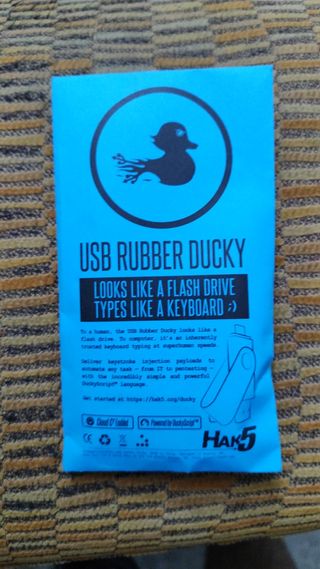 USB RUBBER DUCKY
LOOKS LIKE A FLASH DRIVE
TYPES LIKE A KEYBOARD ;)
To a human, the USB Rubber Ducky looks like a
flash drive. To computer, it's an inherently
trusted keyboard typing at superhuman speeds.
Deliver keystroke injection payloads to
automate any task – from IT to pentesting –
with the incredibly simple and powerful
DuckyScript™ language.
Get started at https://hak5.org/ducky
Cloud C² Enabled
Powered by DuckyScript™
CE
HAK5